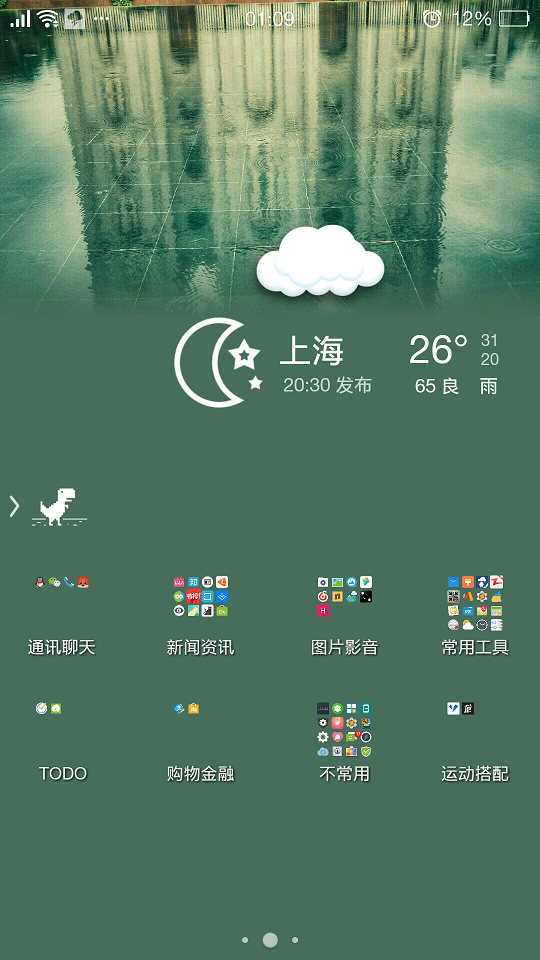 01:09 12%
上海 26° 31
20
20:30 发布 65 良 雨
通讯聊天 新闻资讯 图片影音 常用工具
TODO 购物金融 不常用 运动搭配